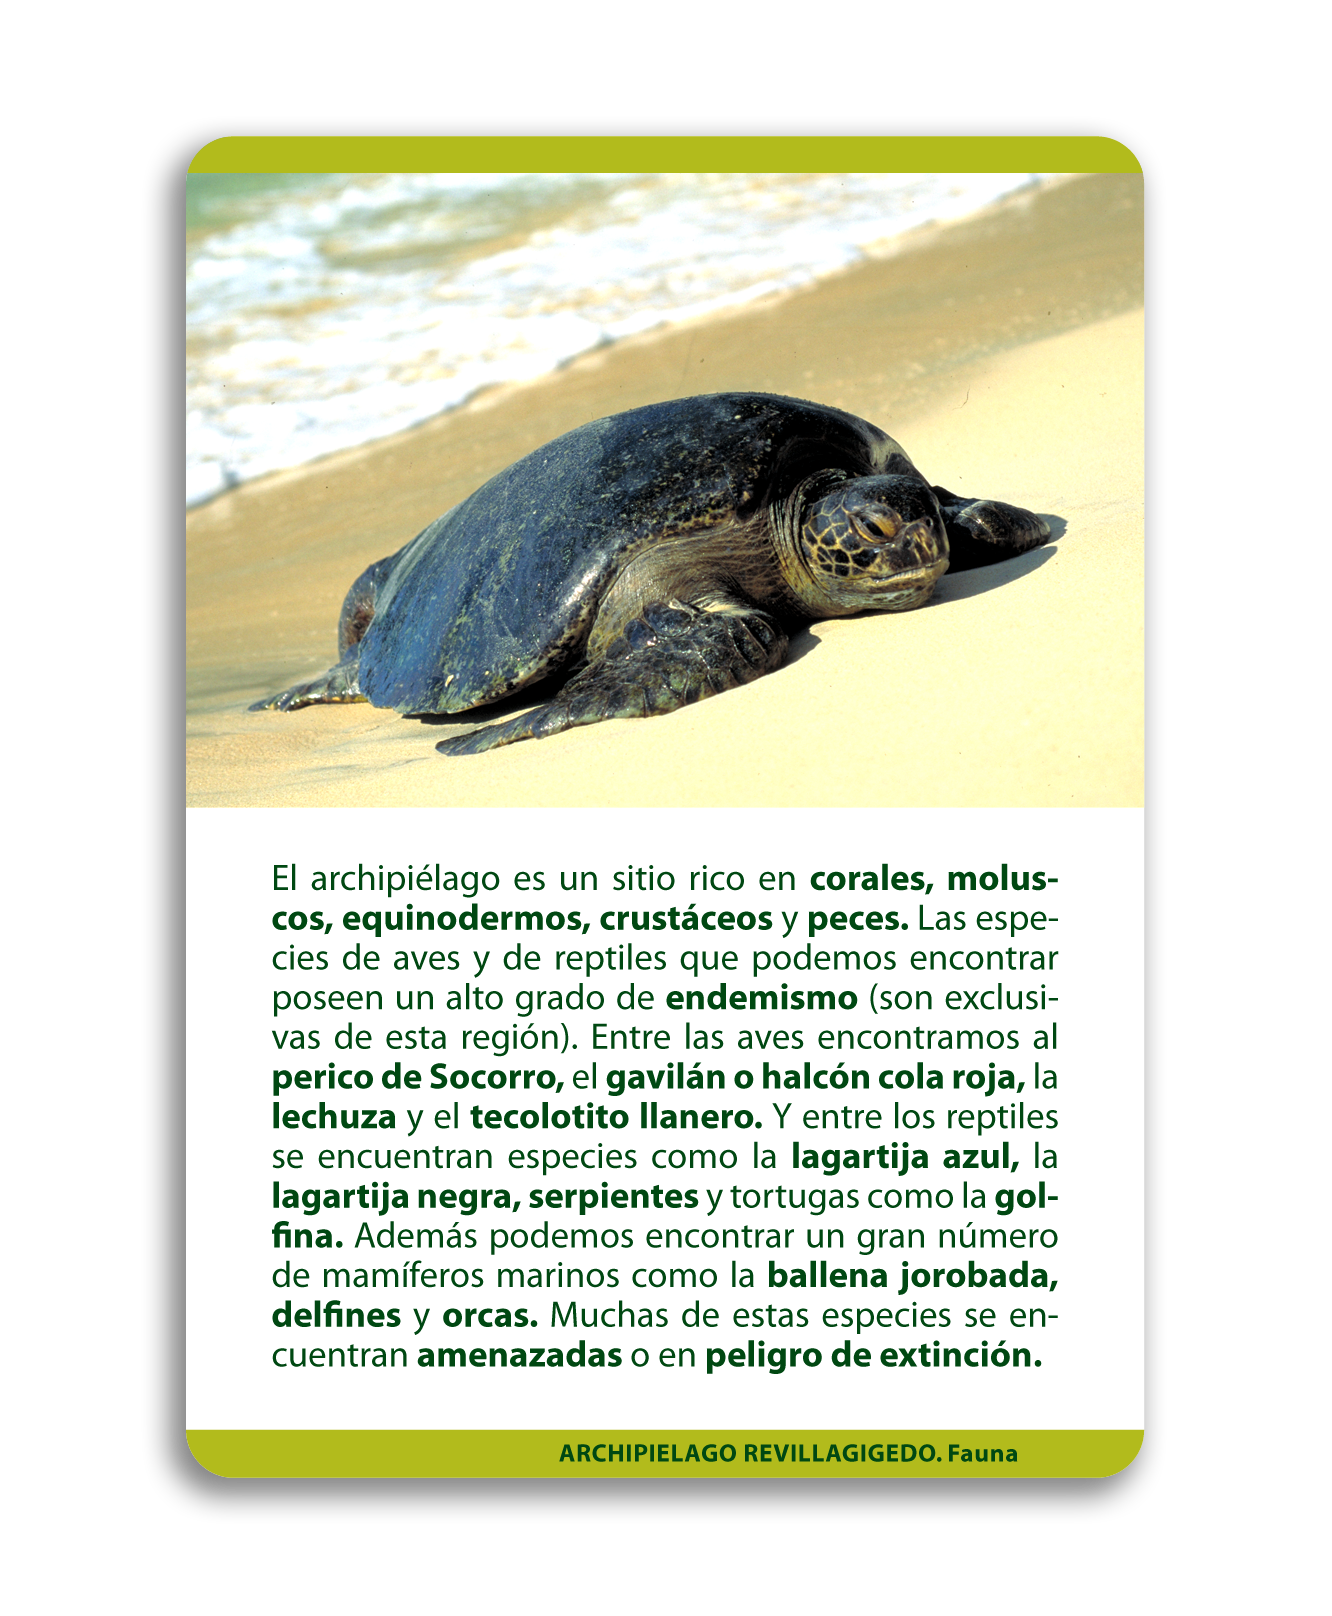 El archipiélago es un sitio rico en corales, molus-
cos, equinodermos, crustáceos y peces. Las espe-
cies de aves y de reptiles que podemos encontrar
poseen un alto grado de endemismo (son exclusi-
vas de esta región). Entre las aves encontramos al
perico de Socorro, el gavilán o halcón cola roja, la
lechuza y el tecolotito llanero. Y entre los reptiles
se encuentran especies como la lagartija azul, la
lagartija negra, serpientes y tortugas como la gol-
fina. Además podemos encontrar un gran número
de mamíferos marinos como la ballena jorobada,
delfines y orcas. Muchas de estas especies se en-
cuentran amenazadas o en peligro de extinción.
ARCHIPIELAGO REVILLAGIGEDO. Fauna